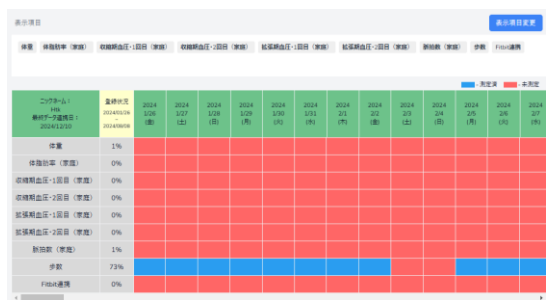 表示項目
表示項目変更
体重 体脂肪率（家庭） 収縮期血圧・1回目（家庭） 収縮期血圧・2回目（家庭） 拡張期血圧・1回目（家庭） 拡張期血圧・2回目（家庭） 脈拍数（家庭） 歩数 Fitbit連携
・測定済 ・未測定
ニックネーム：
最終データ連携日：
2024/12/10
登録状況
2024/01/26
~
2024/06/06
2024 1/26 (金) 2024 1/27 (土) 2024 1/28 (日) 2024 1/29 (月) 2024 1/30 (火) 2024 1/31 (水) 2024 2/1 (木) 2024 2/2 (金) 2024 2/3 (土) 2024 2/4 (日) 2024 2/5 (月) 2024 2/6 (火) 2024 2/7 (水)
体重 1%
体脂肪率（家庭） 0%
収縮期血圧・1回目（家庭） 0%
収縮期血圧・2回目（家庭） 0%
拡張期血圧・1回目（家庭） 0%
拡張期血圧・2回目（家庭） 0%
脈拍数（家庭） 1%
歩数 73%
Fitbit連携 0%